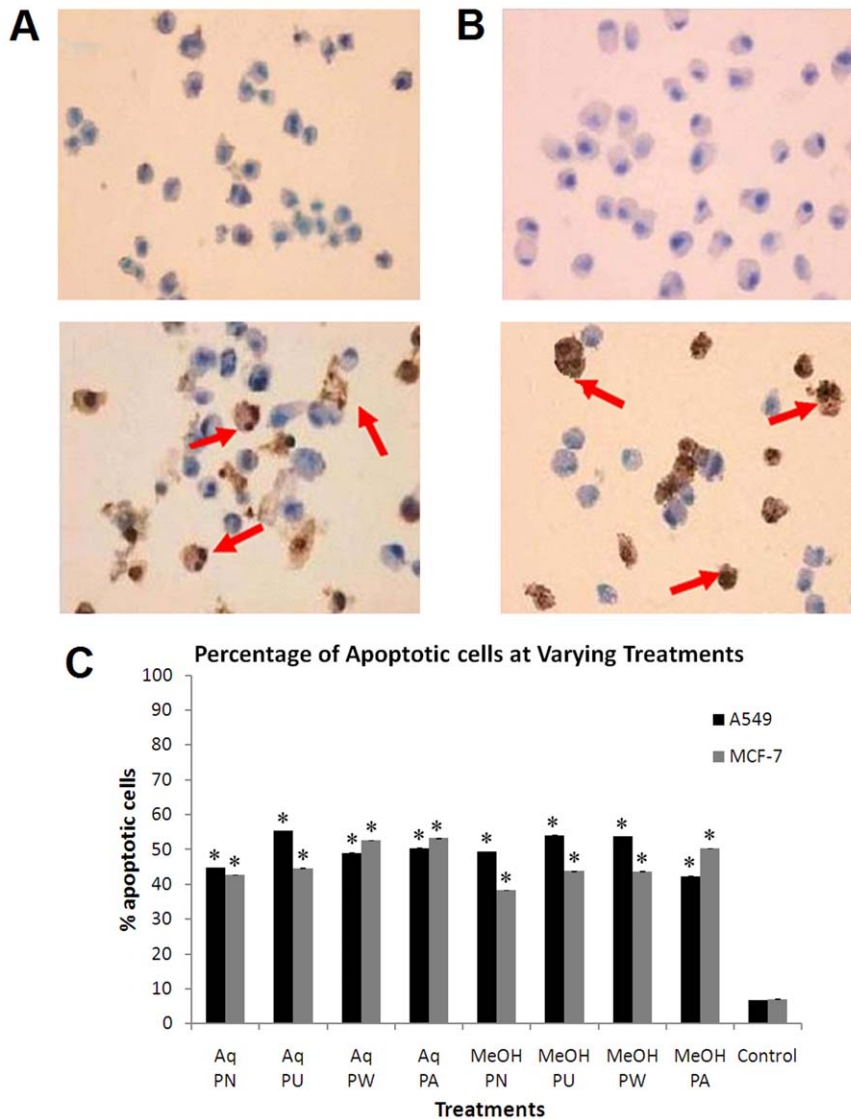 A
B
C
Percentage of Apoptotic cells at Varying Treatments
100
90
80
70
60
50
40
30
20
10
0
% apoptotic cells
A549
MCF-7
* * * * * * * * * * * * * * * *
Aq Aq Aq Aq MeOH MeOH MeOH MeOH Control
PN PU PW PA PN PU PW PA
Treatments